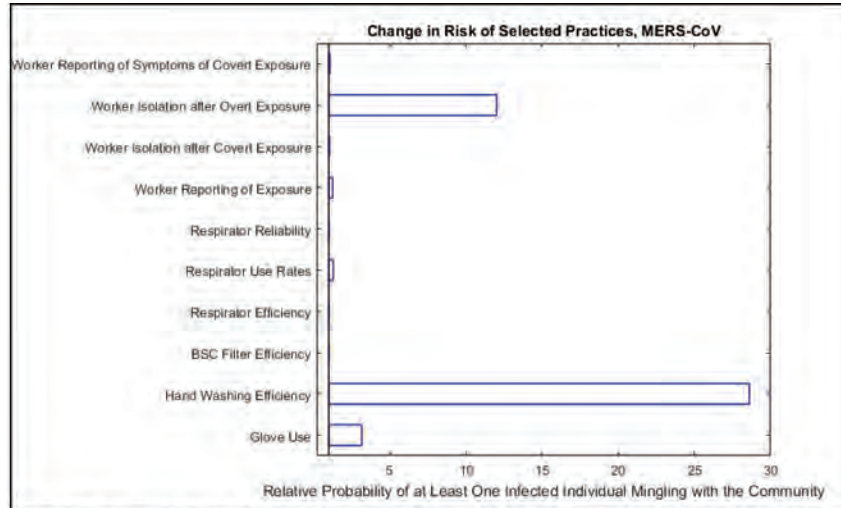 Change in Risk of Selected Practices, MERS-CoV
Worker Reporting of Symptoms of Covert Exposure
Worker Isolation after Overt Exposure
Worker Isolation after Covert Exposure
Worker Reporting of Exposure
Respirator Reliability
Respirator Use Rates
Respirator Efficiency
BSC Filter Efficiency
Hand Washing Efficiency
Glove Use
5 10 15 20 25 30
Relative Probability of at Least One Infected Individual Mingling with the Community